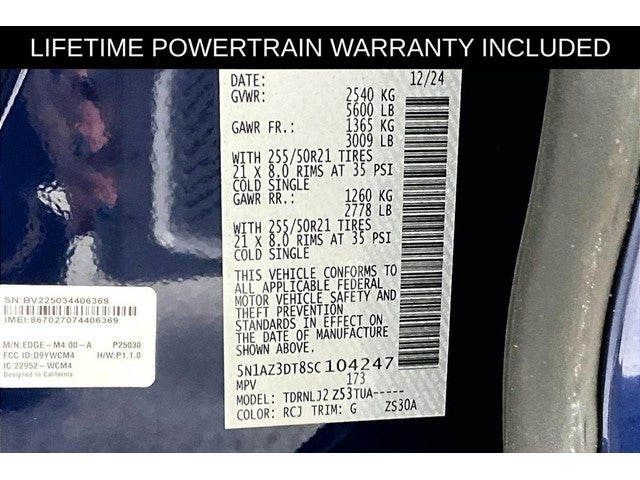 LIFETIME POWERTRAIN WARRANTY INCLUDED
DATE: 12/24
GVWR: 2540 KG
5600 LB
GAWR FR.: 1365 KG
3009 LB
WITH 255/50R21 TIRES
21 X 8.0 RIMS AT 35 PSI
COLD SINGLE
GAWR RR.: 1260 KG
2778 LB
WITH 255/50R21 TIRES
21 X 8.0 RIMS AT 35 PSI
COLD SINGLE
THIS VEHICLE CONFORMS TO
ALL APPLICABLE FEDERAL
MOTOR VEHICLE SAFETY AND
THEFT PREVENTION
STANDARDS IN EFFECT ON
THE DATE OF MANUFACTURE
SHOWN ABOVE.
5N1AZ3DT8SC104247
MPV 173
MODEL: TDRNLJ2 Z53TUA-----
COLOR: RCJ TRIM: G ZS30A
SN:BV225034406369
IMEI:867027074406369
M/N:EDGE-M4 00-A P25030
FCC ID:D9YWCM4 H/W:P1.1.0
IC:22952-WCM4
Designed in California